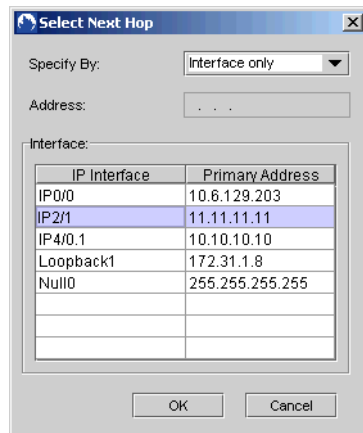 Select Next Hop
Specify By: Interface only
Address: . . .
Interface:
IP Interface Primary Address
IP0/0 10.6.129.203
IP2/1 11.11.11.11
IP4/0.1 10.10.10.10
Loopback1 172.31.1.8
Null0 255.255.255.255
OK Cancel